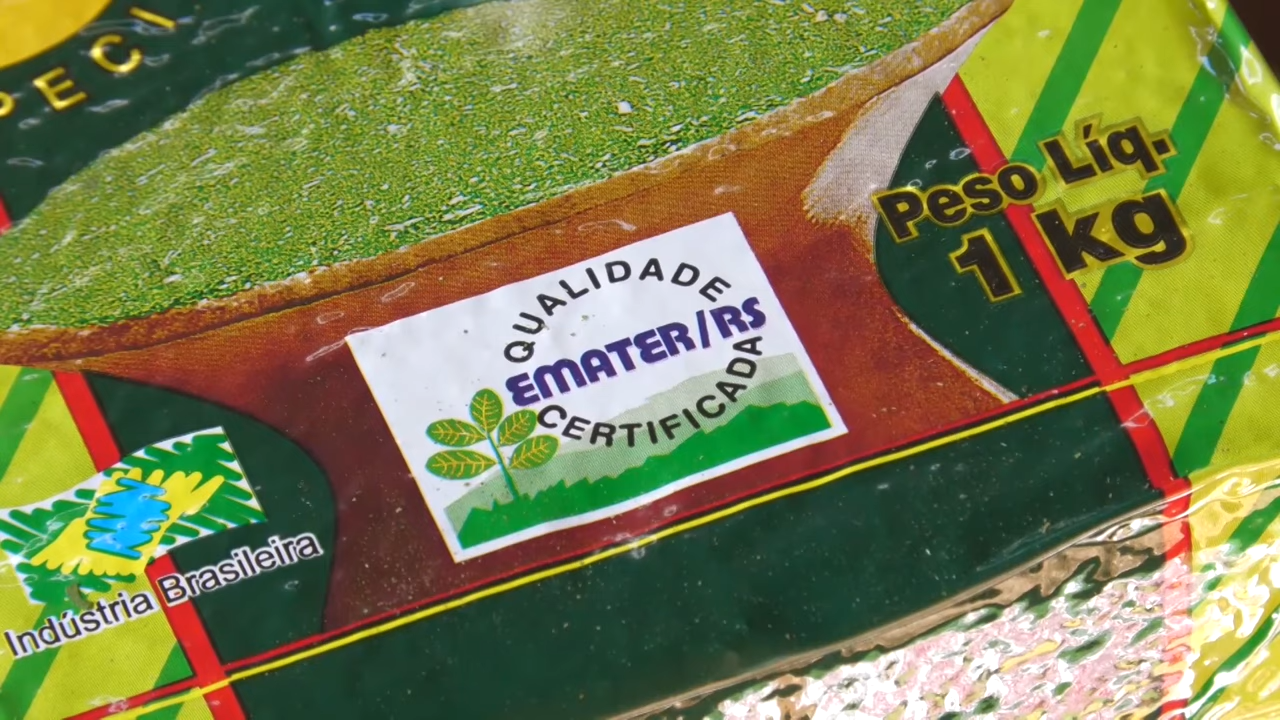 Peso Líq.
1 kg
QUALIDADE
EMATER/RS
CERTIFICADA
Indústria Brasileira